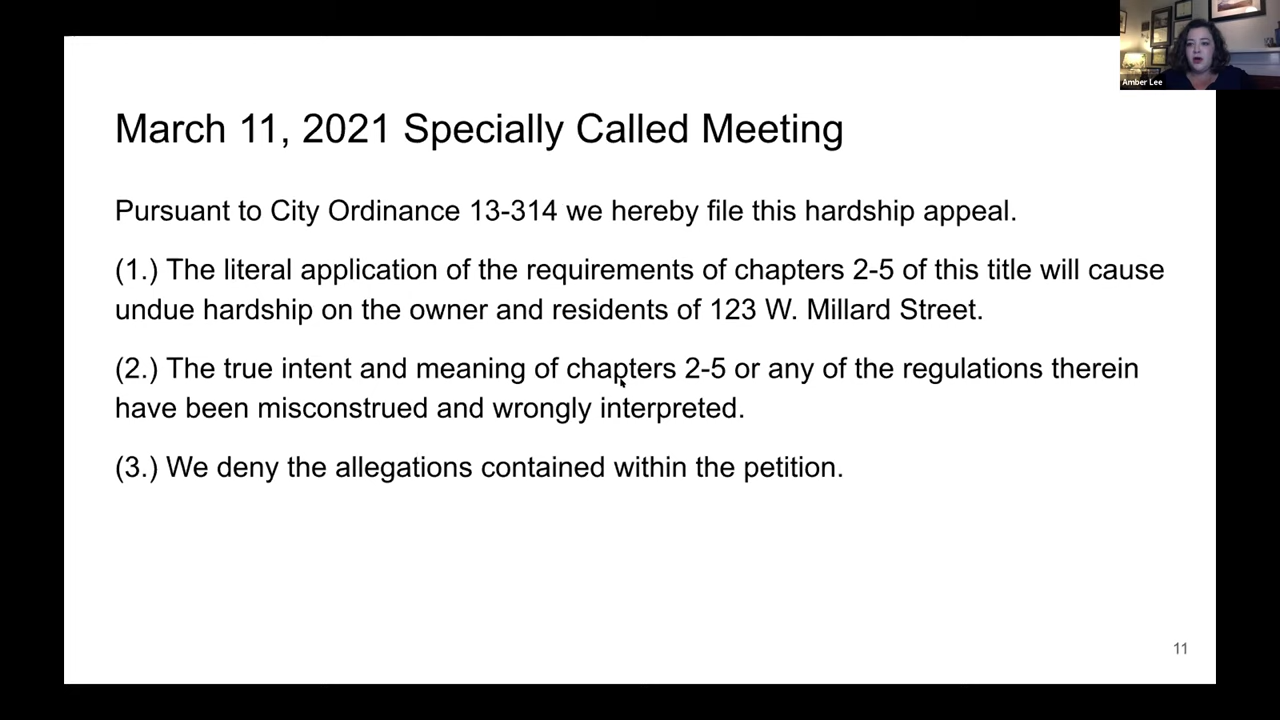 Amber Lee
March 11, 2021 Specially Called Meeting
Pursuant to City Ordinance 13-314 we hereby file this hardship appeal.
(1.) The literal application of the requirements of chapters 2-5 of this title will cause
undue hardship on the owner and residents of 123 W. Millard Street.
(2.) The true intent and meaning of chapters 2-5 or any of the regulations therein
have been misconstrued and wrongly interpreted.
(3.) We deny the allegations contained within the petition.
11